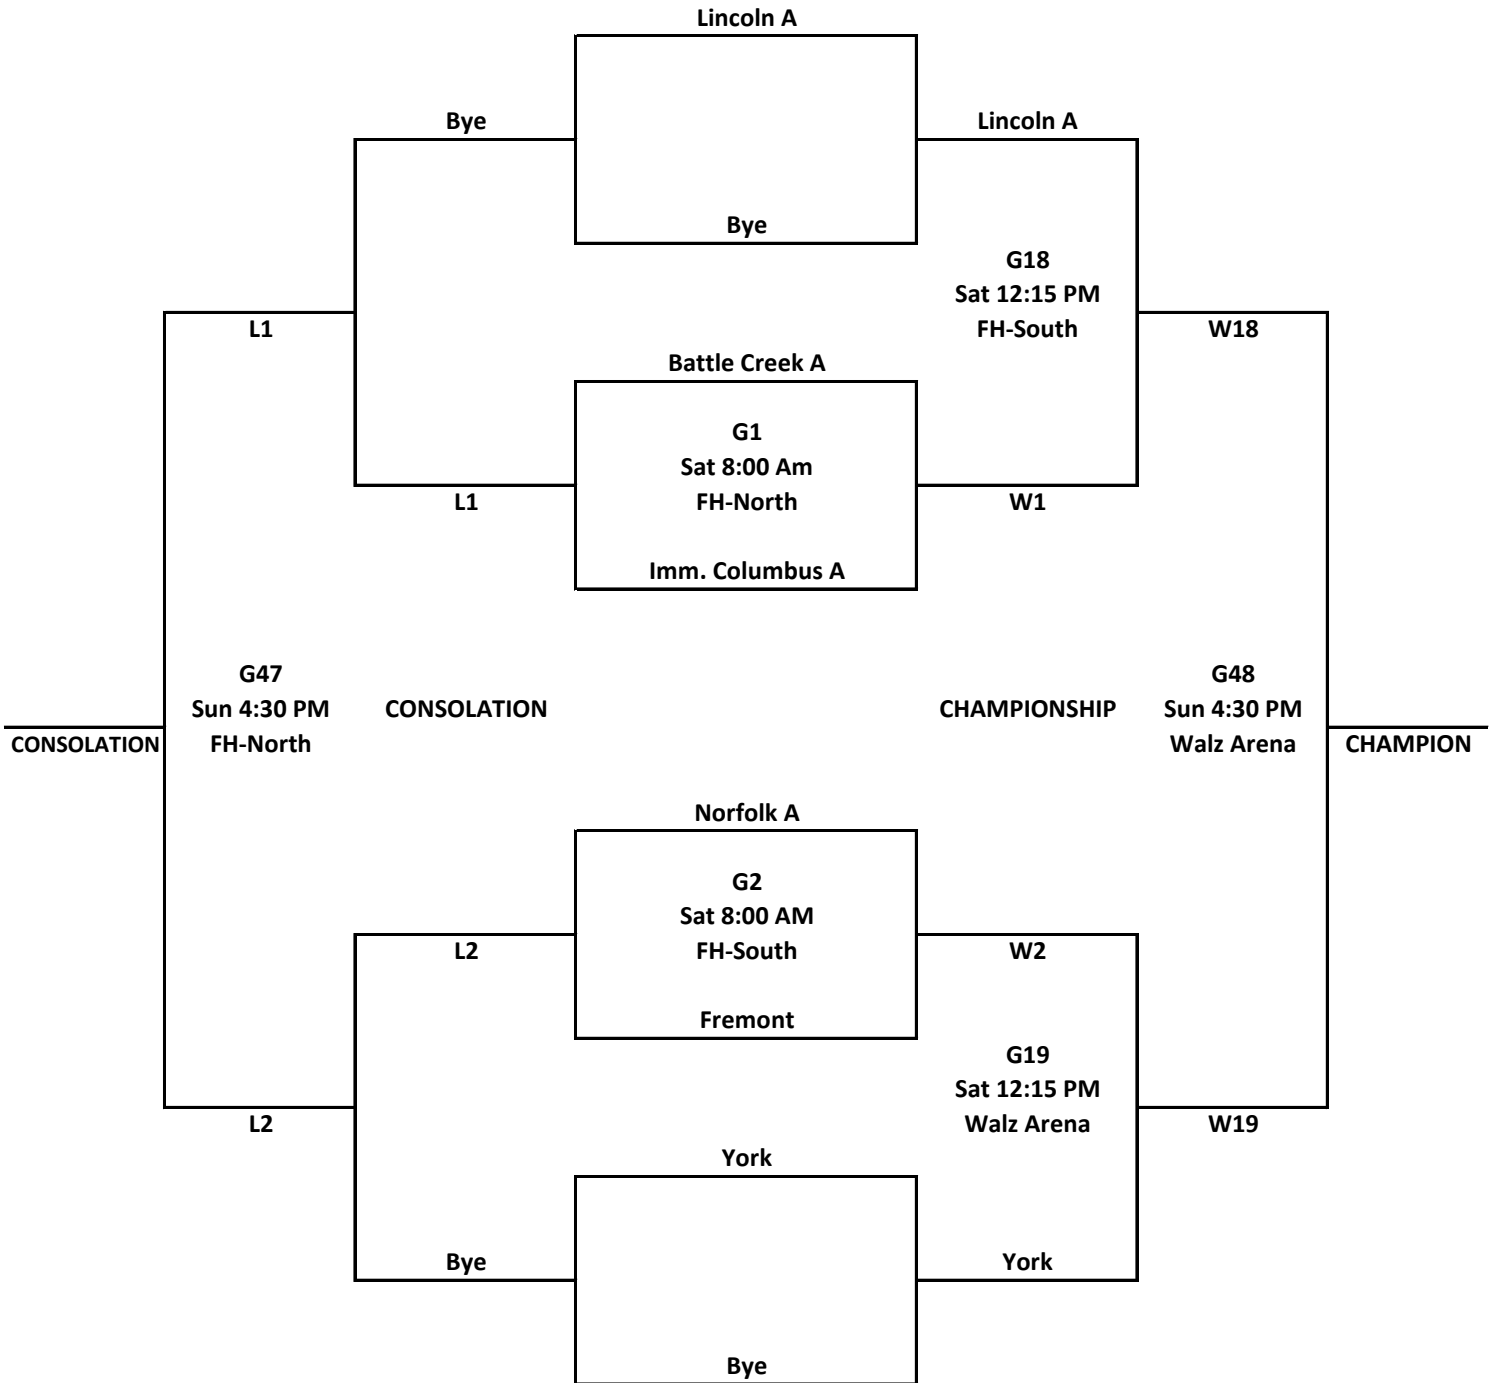 Lincoln A
Bye
Lincoln A
Bye
G18
Sat 12:15 PM
FH-South
L1
W18
Battle Creek A
G1
Sat 8:00 Am
FH-North
L1
W1
Imm. Columbus A
G47
Sun 4:30 PM
FH-North
CONSOLATION
CHAMPIONSHIP
G48
Sun 4:30 PM
Walz Arena
CONSOLATION
CHAMPION
Norfolk A
G2
Sat 8:00 AM
FH-South
L2
W2
Fremont
G19
Sat 12:15 PM
Walz Arena
L2
W19
York
Bye
York
Bye